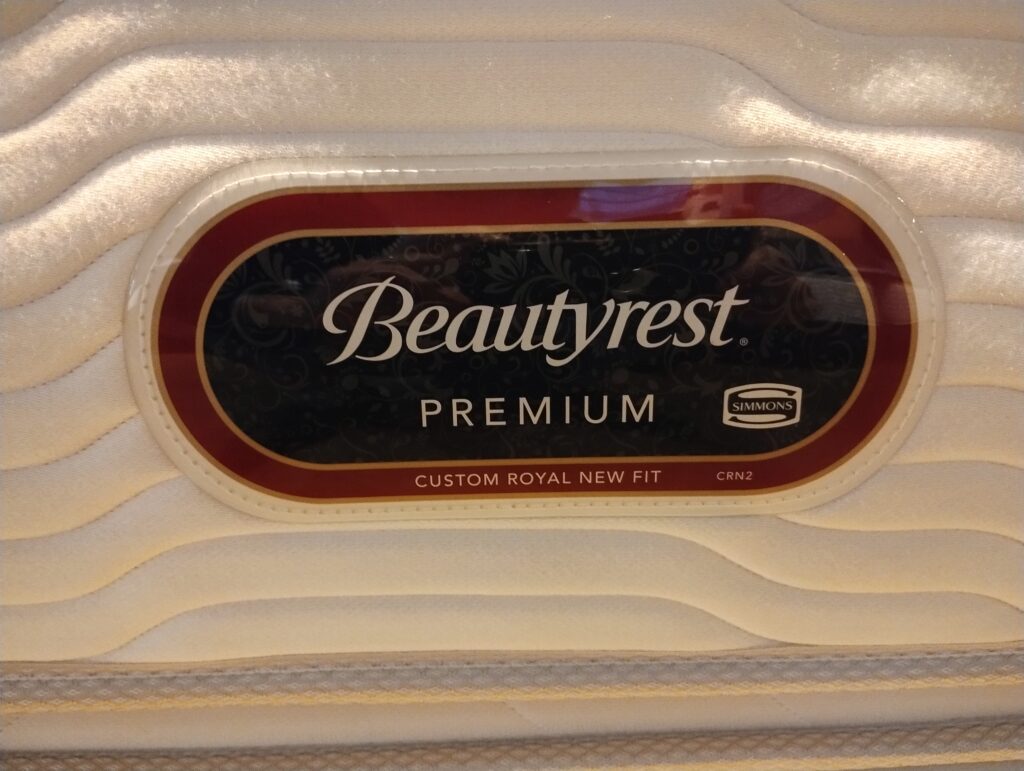 Beautyrest®
PREMIUM
SIMMONS
CUSTOM ROYAL NEW FIT
CRN2